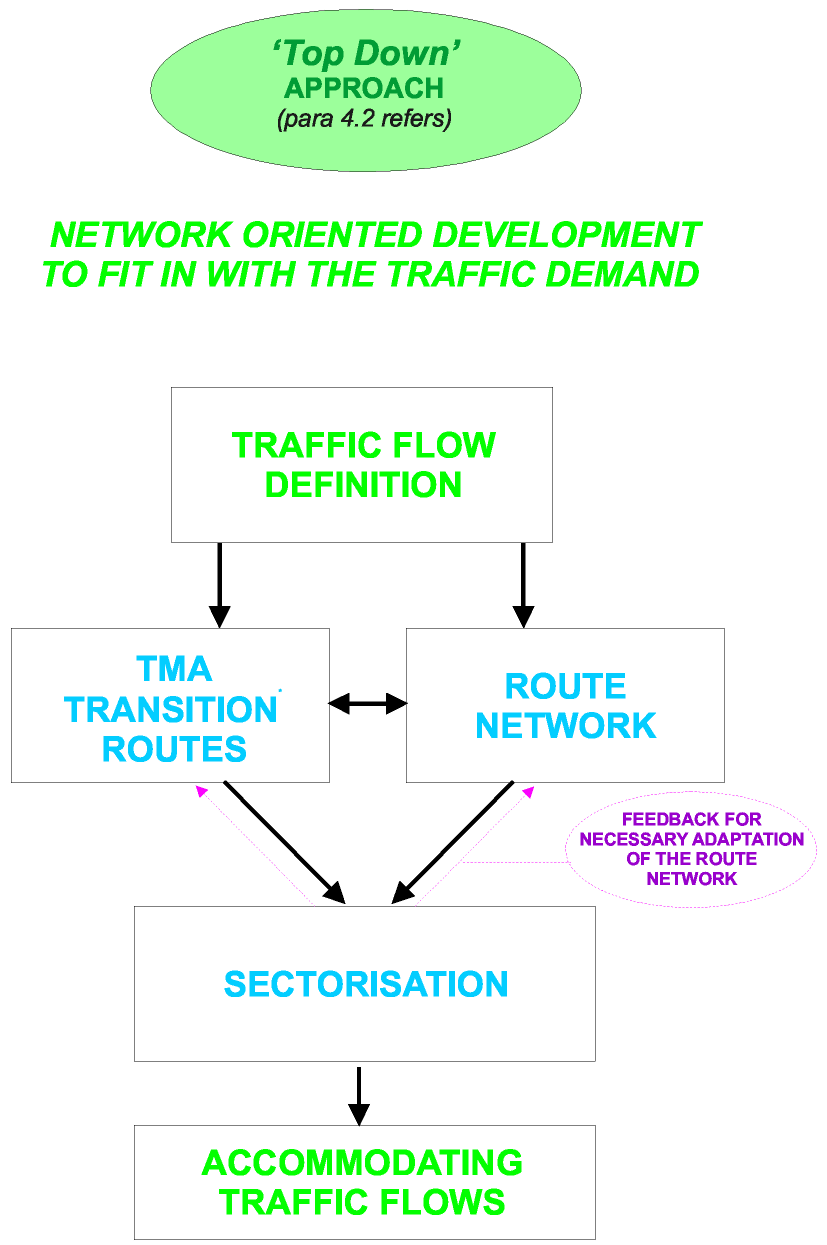 ‘Top Down’
APPROACH
(para 4.2 refers)
NETWORK ORIENTED DEVELOPMENT
TO FIT IN WITH THE TRAFFIC DEMAND
TRAFFIC FLOW
DEFINITION
TMA
TRANSITION
ROUTES
ROUTE
NETWORK
FEEDBACK FOR
NECESSARY ADAPTATION
OF THE ROUTE
NETWORK
SECTORISATION
ACCOMMODATING
TRAFFIC FLOWS